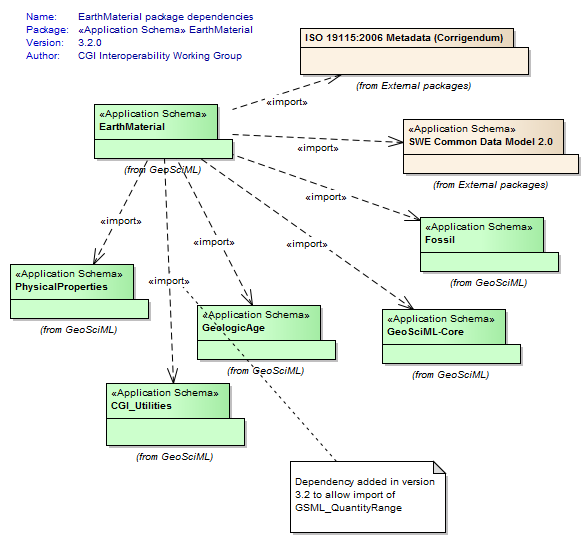 Name: EarthMaterial package dependencies
Package: «Application Schema» EarthMaterial
Version: 3.2.0
Author: CGI Interoperability Working Group
ISO 19115:2006 Metadata (Corrigendum)
(from External packages)
«import»
«Application Schema»
EarthMaterial
(from GeoSciML)
«Application Schema»
SWE Common Data Model 2.0
(from External packages)
«import»
«import»
«import»
«import»
«import»
«import»
«Application Schema»
Fossil
(from GeoSciML)
«Application Schema»
PhysicalProperties
(from GeoSciML)
«Application Schema»
GeologicAge
(from GeoSciML)
«Application Schema»
GeoSciML-Core
(from GeoSciML)
«Application Schema»
CGI_Utilities
(from GeoSciML)
Dependency added in version
3.2 to allow import of
GSML_QuantityRange